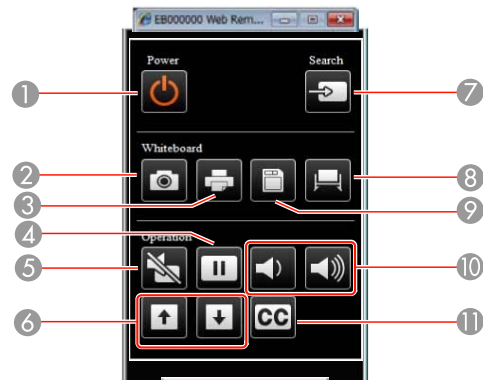 EB000000 Web Rem...
Power
Search
1
7
Whiteboard
2
8
3
9
4
Operation
5
10
6
CC
11